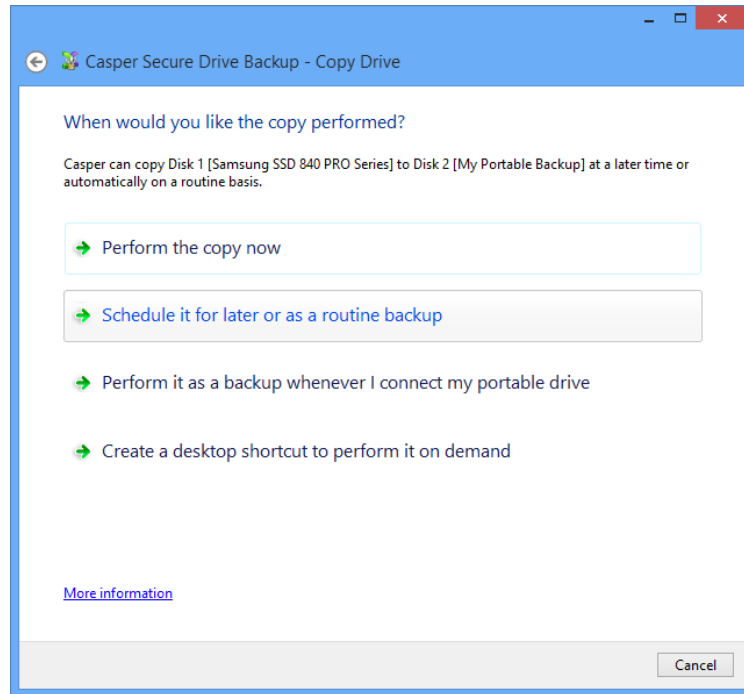 Casper Secure Drive Backup - Copy Drive
When would you like the copy performed?
Casper can copy Disk 1 [Samsung SSD 840 PRO Series] to Disk 2 [My Portable Backup] at a later time or
automatically on a routine basis.
Perform the copy now
Schedule it for later or as a routine backup
Perform it as a backup whenever I connect my portable drive
Create a desktop shortcut to perform it on demand
More information
Cancel